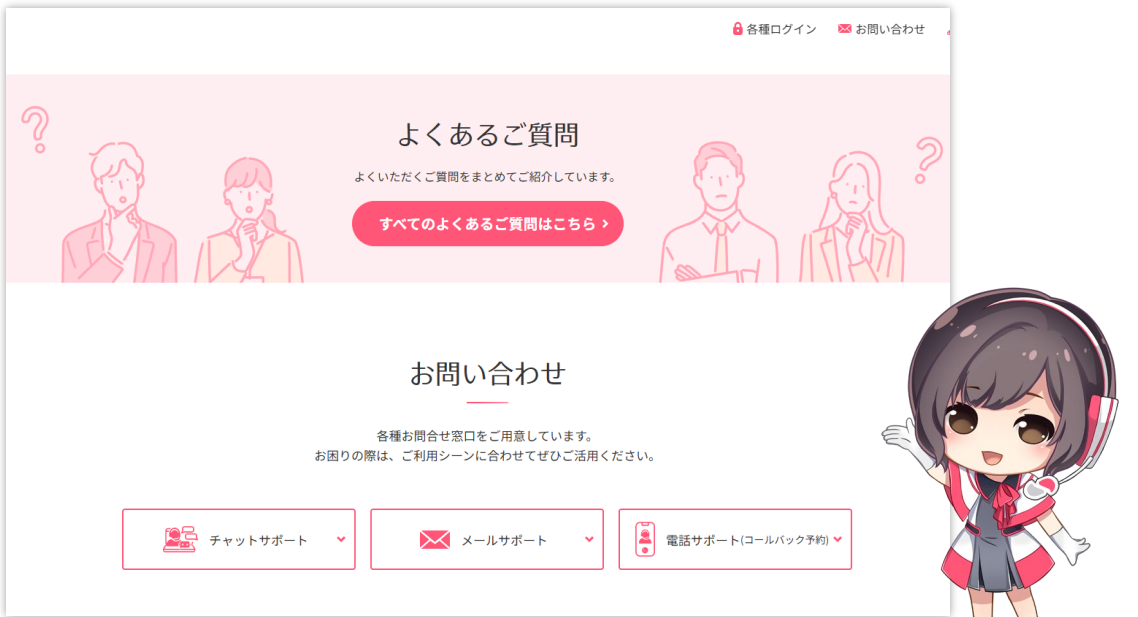 各種ログイン
お問い合わせ
よくあるご質問
よくいただくご質問をまとめてご紹介しています。
すべてのよくあるご質問はこちら
お問い合わせ
各種お問合せ窓口をご用意しています。
お困りの際は、ご利用シーンに合わせてぜひご活用ください。
チャットサポート
メールサポート
電話サポート(コールバック予約)